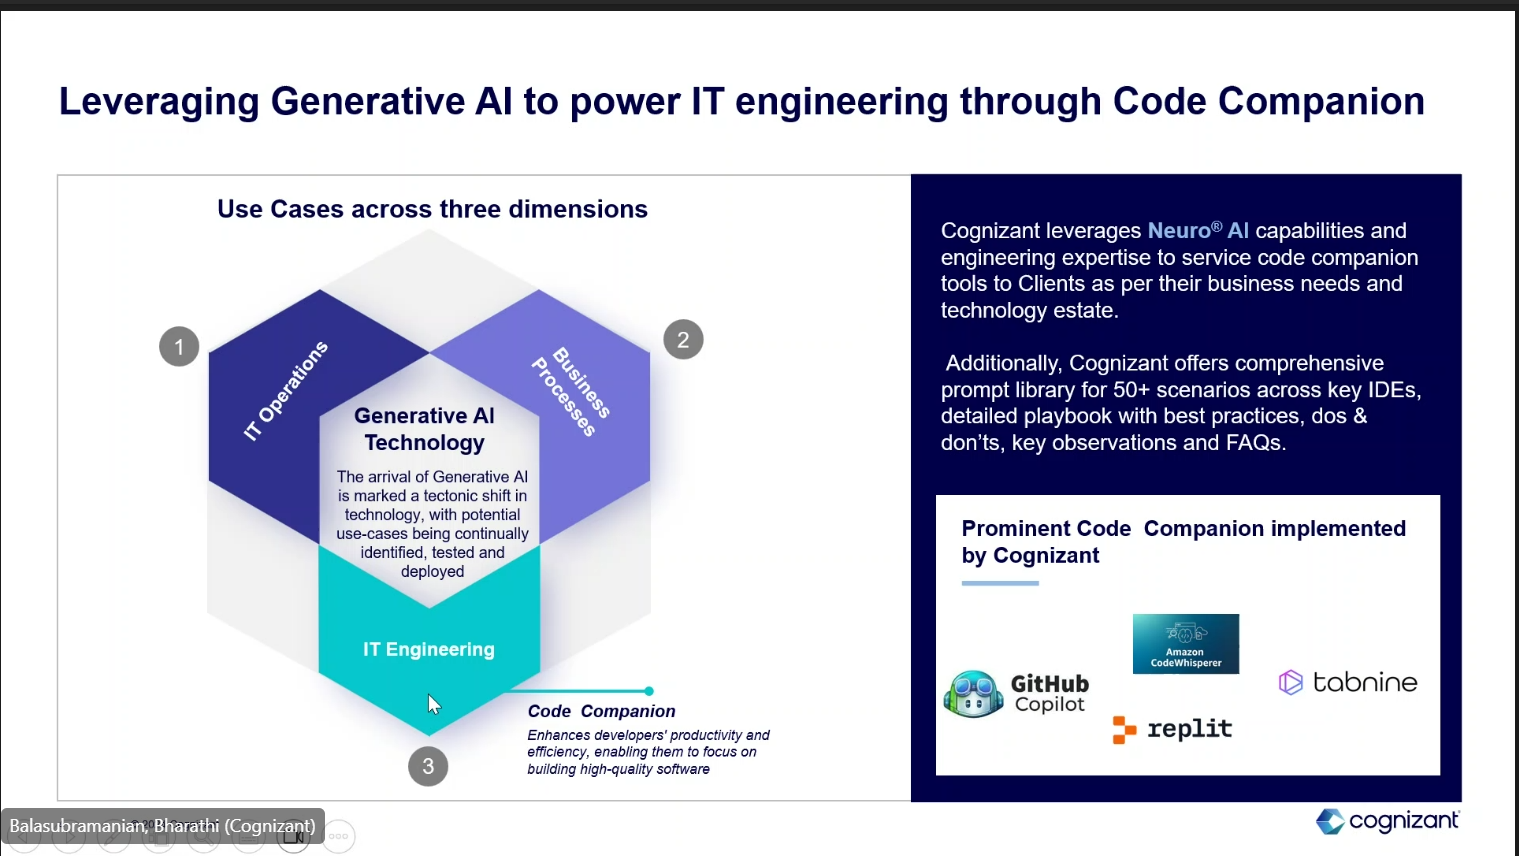 Leveraging Generative AI to power IT engineering through Code Companion
Use Cases across three dimensions
1
IT Operations
2
Business
Processes
Generative AI
Technology
The arrival of Generative AI
is marked a tectonic shift in
technology, with potential
use-cases being continually
identified, tested and
deployed
IT Engineering
3
Code Companion
Enhances developers' productivity and
efficiency, enabling them to focus on
building high-quality software
Cognizant leverages Neuro® AI capabilities and
engineering expertise to service code companion
tools to Clients as per their business needs and
technology estate.
Additionally, Cognizant offers comprehensive
prompt library for 50+ scenarios across key IDEs,
detailed playbook with best practices, dos &
don’ts, key observations and FAQs.
Prominent Code Companion implemented
by Cognizant
GitHub
Copilot
Amazon
CodeWhisperer
replit
tabnine
Balasubramanian, Bharathi (Cognizant)
cognizant